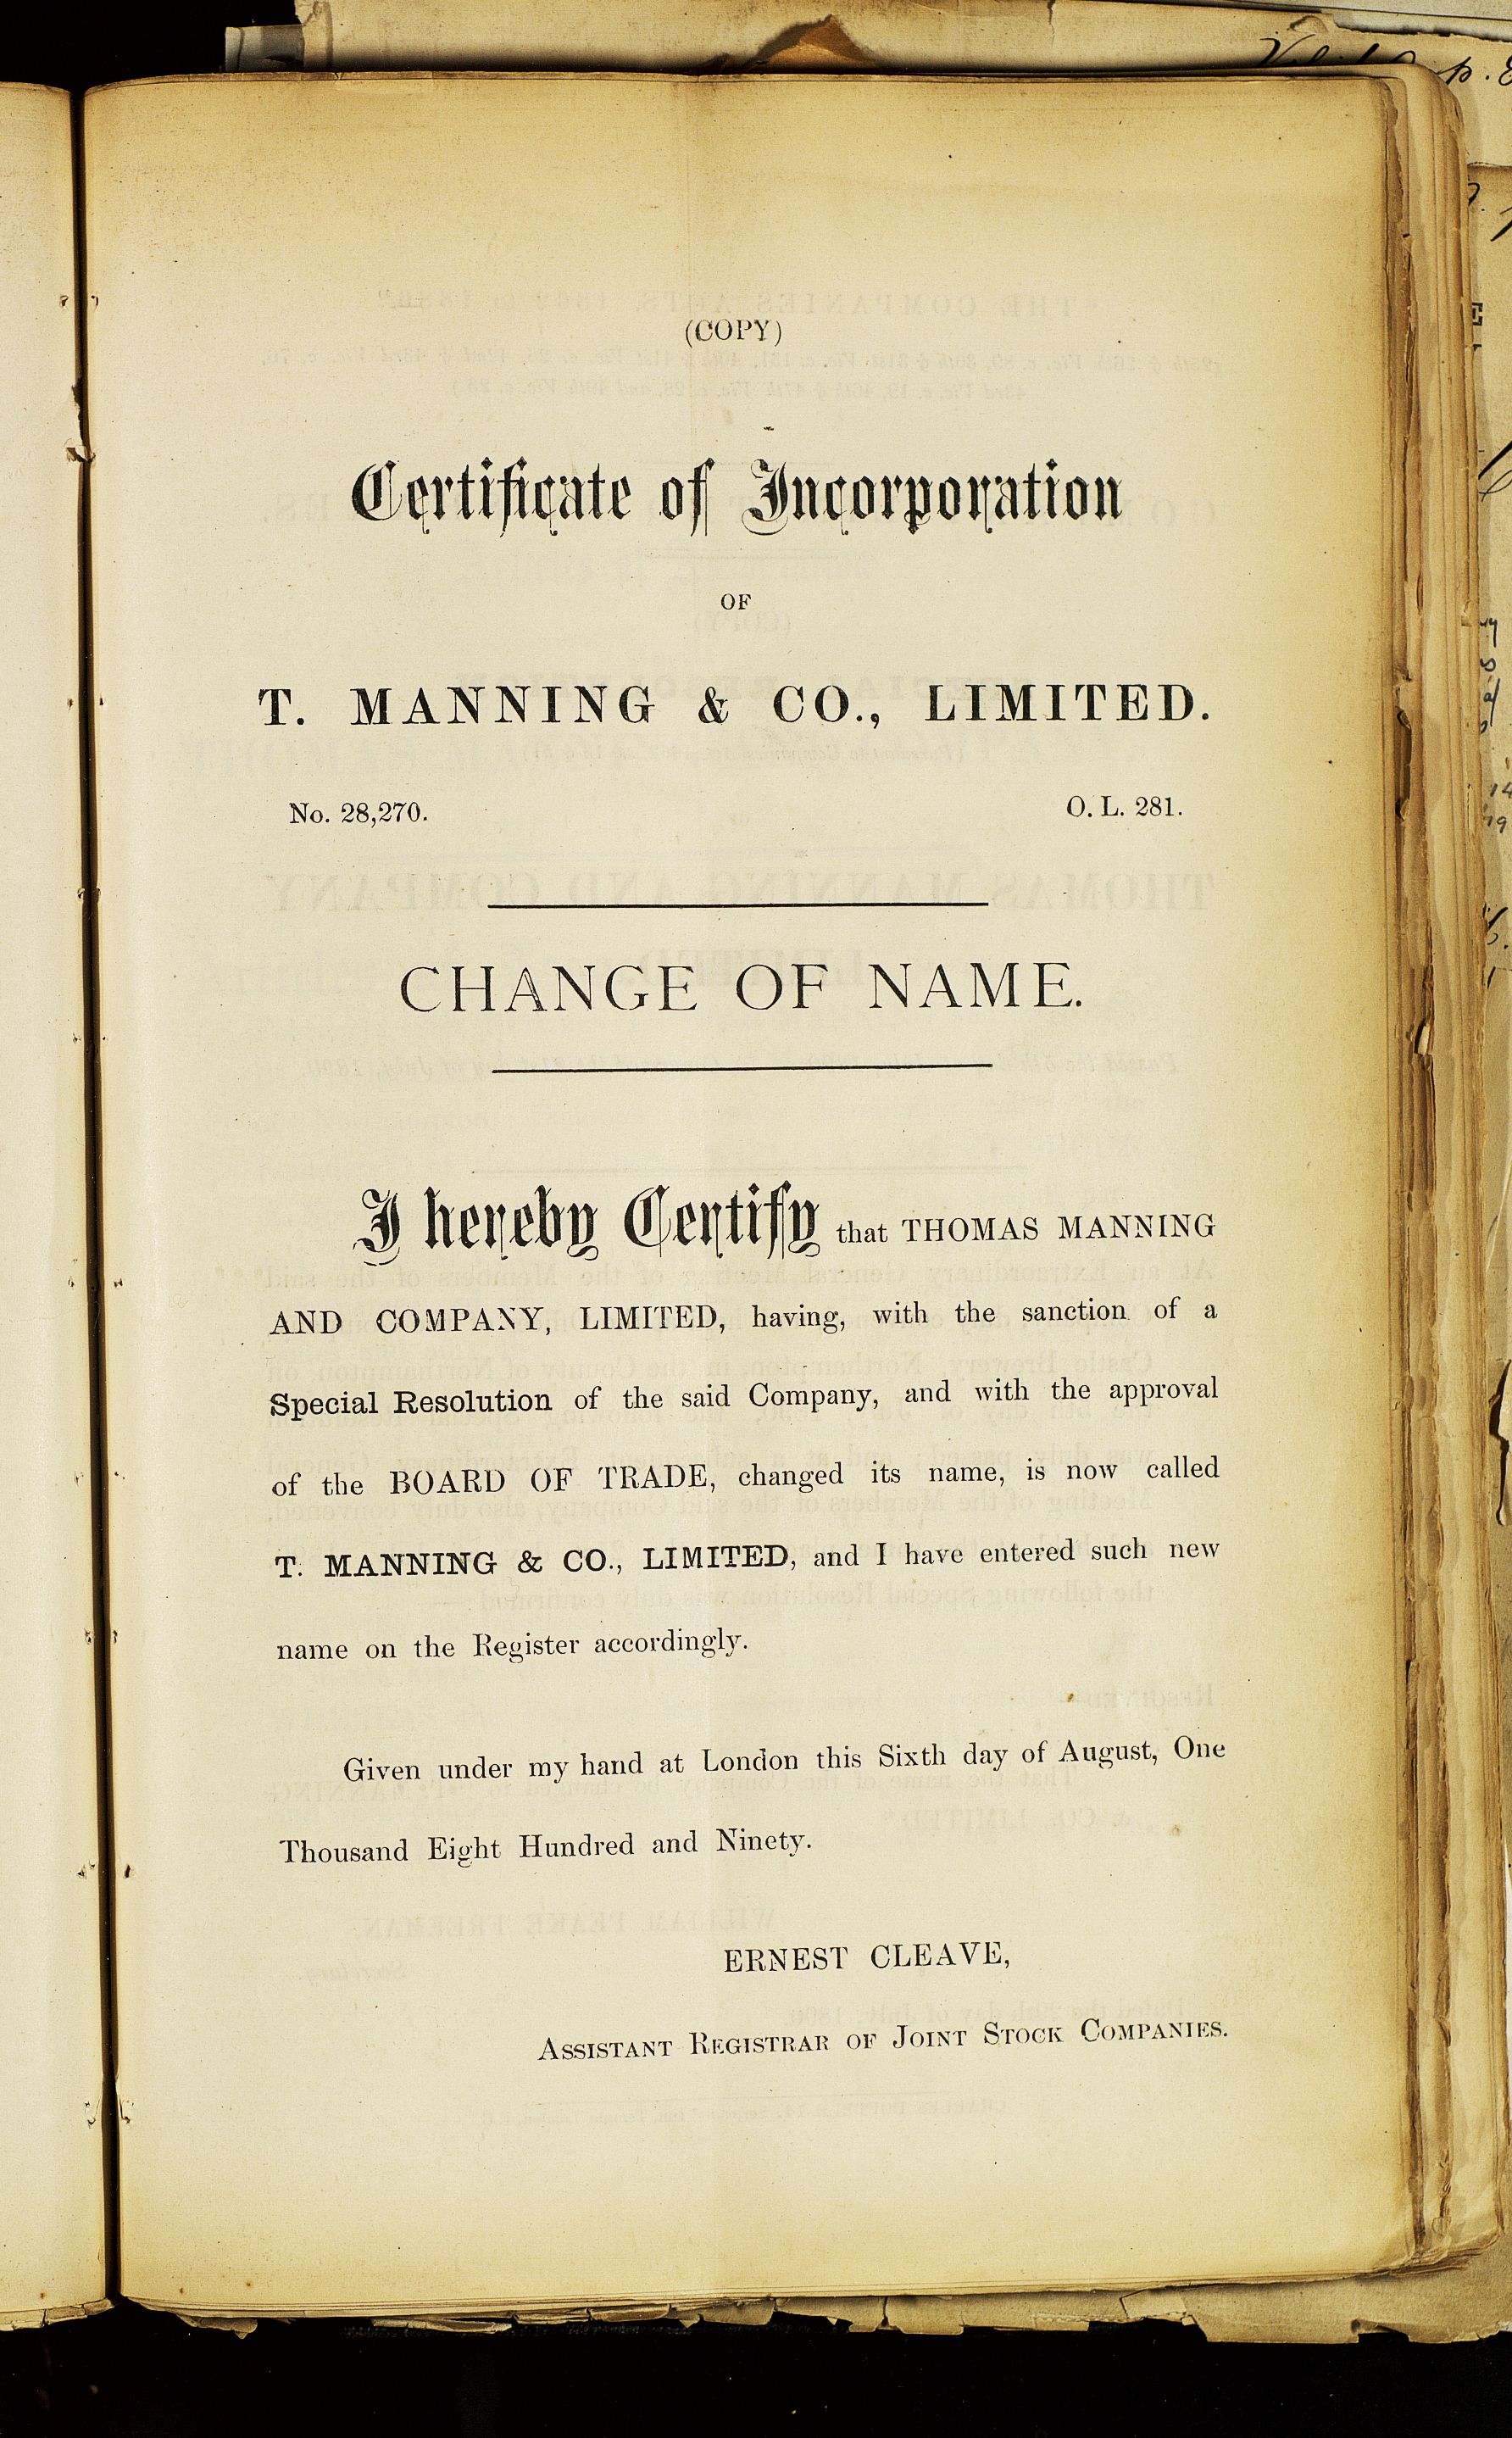 (COPY)
Certificate of Incorporation
OF
T. MANNING & CO., LIMITED.
No. 28,270. O. L. 281.
CHANGE OF NAME.
I hereby Certify that THOMAS MANNING
AND COMPANY, LIMITED, having, with the sanction of a
Special Resolution of the said Company, and with the approval
of the BOARD OF TRADE, changed its name, is now called
T. MANNING & CO., LIMITED, and I have entered such new
name on the Register accordingly.
Given under my hand at London this Sixth day of August, One
Thousand Eight Hundred and Ninety.
ERNEST CLEAVE,
ASSISTANT REGISTRAR OF JOINT STOCK COMPANIES.